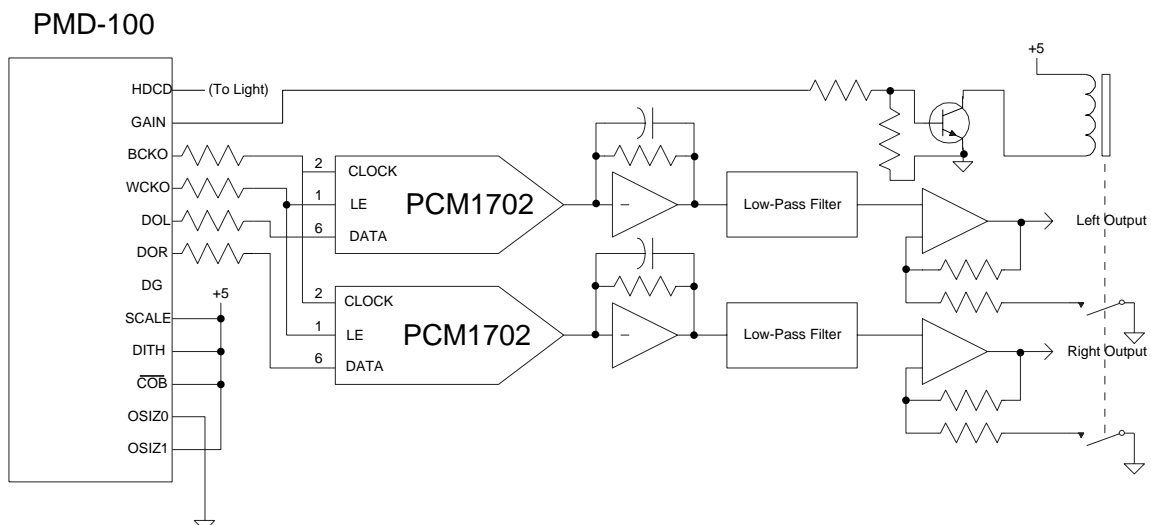 PMD-100
HDCD
(To Light)
GAIN
BCKO
WCKO
DOL
DOR
DG
SCALE
DITH
COB
OSIZ0
OSIZ1
+5
2
CLOCK
1
LE
6
DATA
PCM1702
2
CLOCK
1
LE
6
DATA
PCM1702
–
–
Low-Pass Filter
Low-Pass Filter
+5
Left Output
Right Output